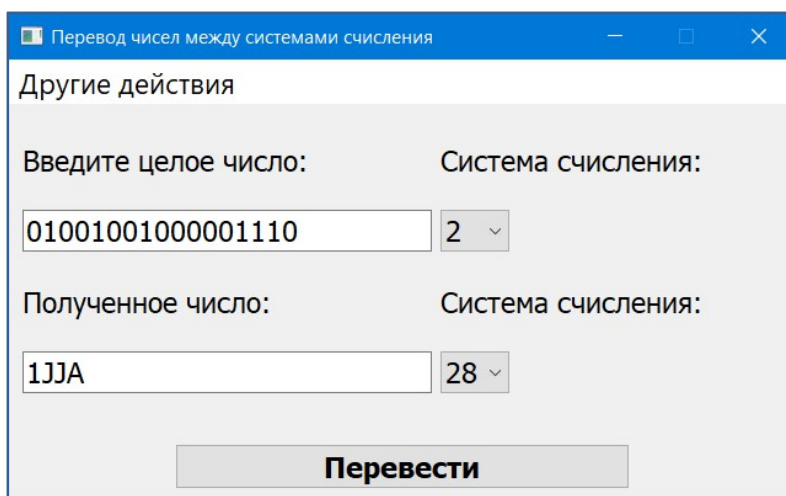 Перевод чисел между системами счисления
Другие действия
Введите целое число: Система счисления:
01001001000001110 2
Полученное число: Система счисления:
1JJA 28
Перевести